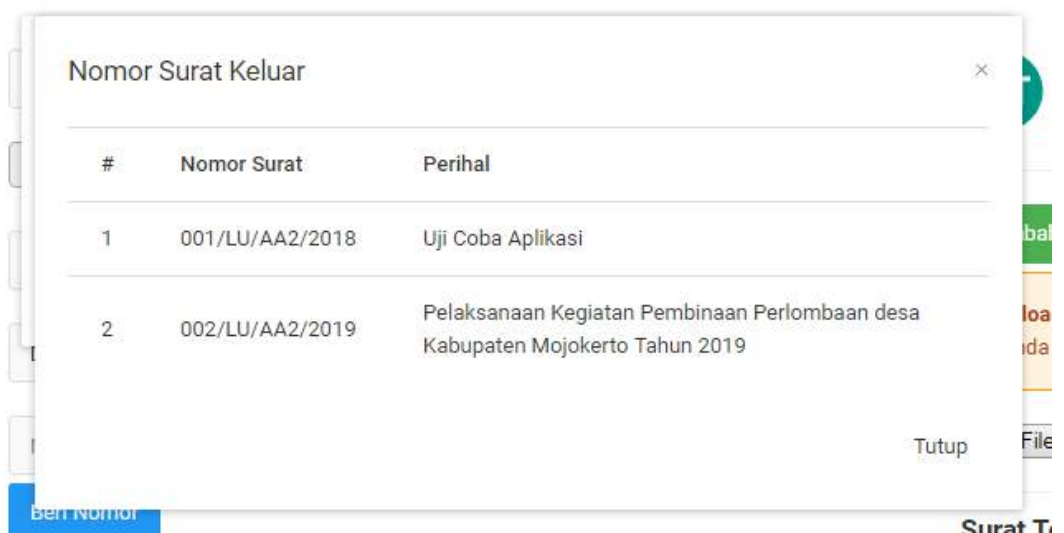 Nomor Surat Keluar
×
# Nomor Surat Perihal
1 001/LU/AA2/2018 Uji Coba Aplikasi
2 002/LU/AA2/2019 Pelaksanaan Kegiatan Pembinaan Perlombaan desa
Kabupaten Mojokerto Tahun 2019
Tutup
File
Beri Nomor